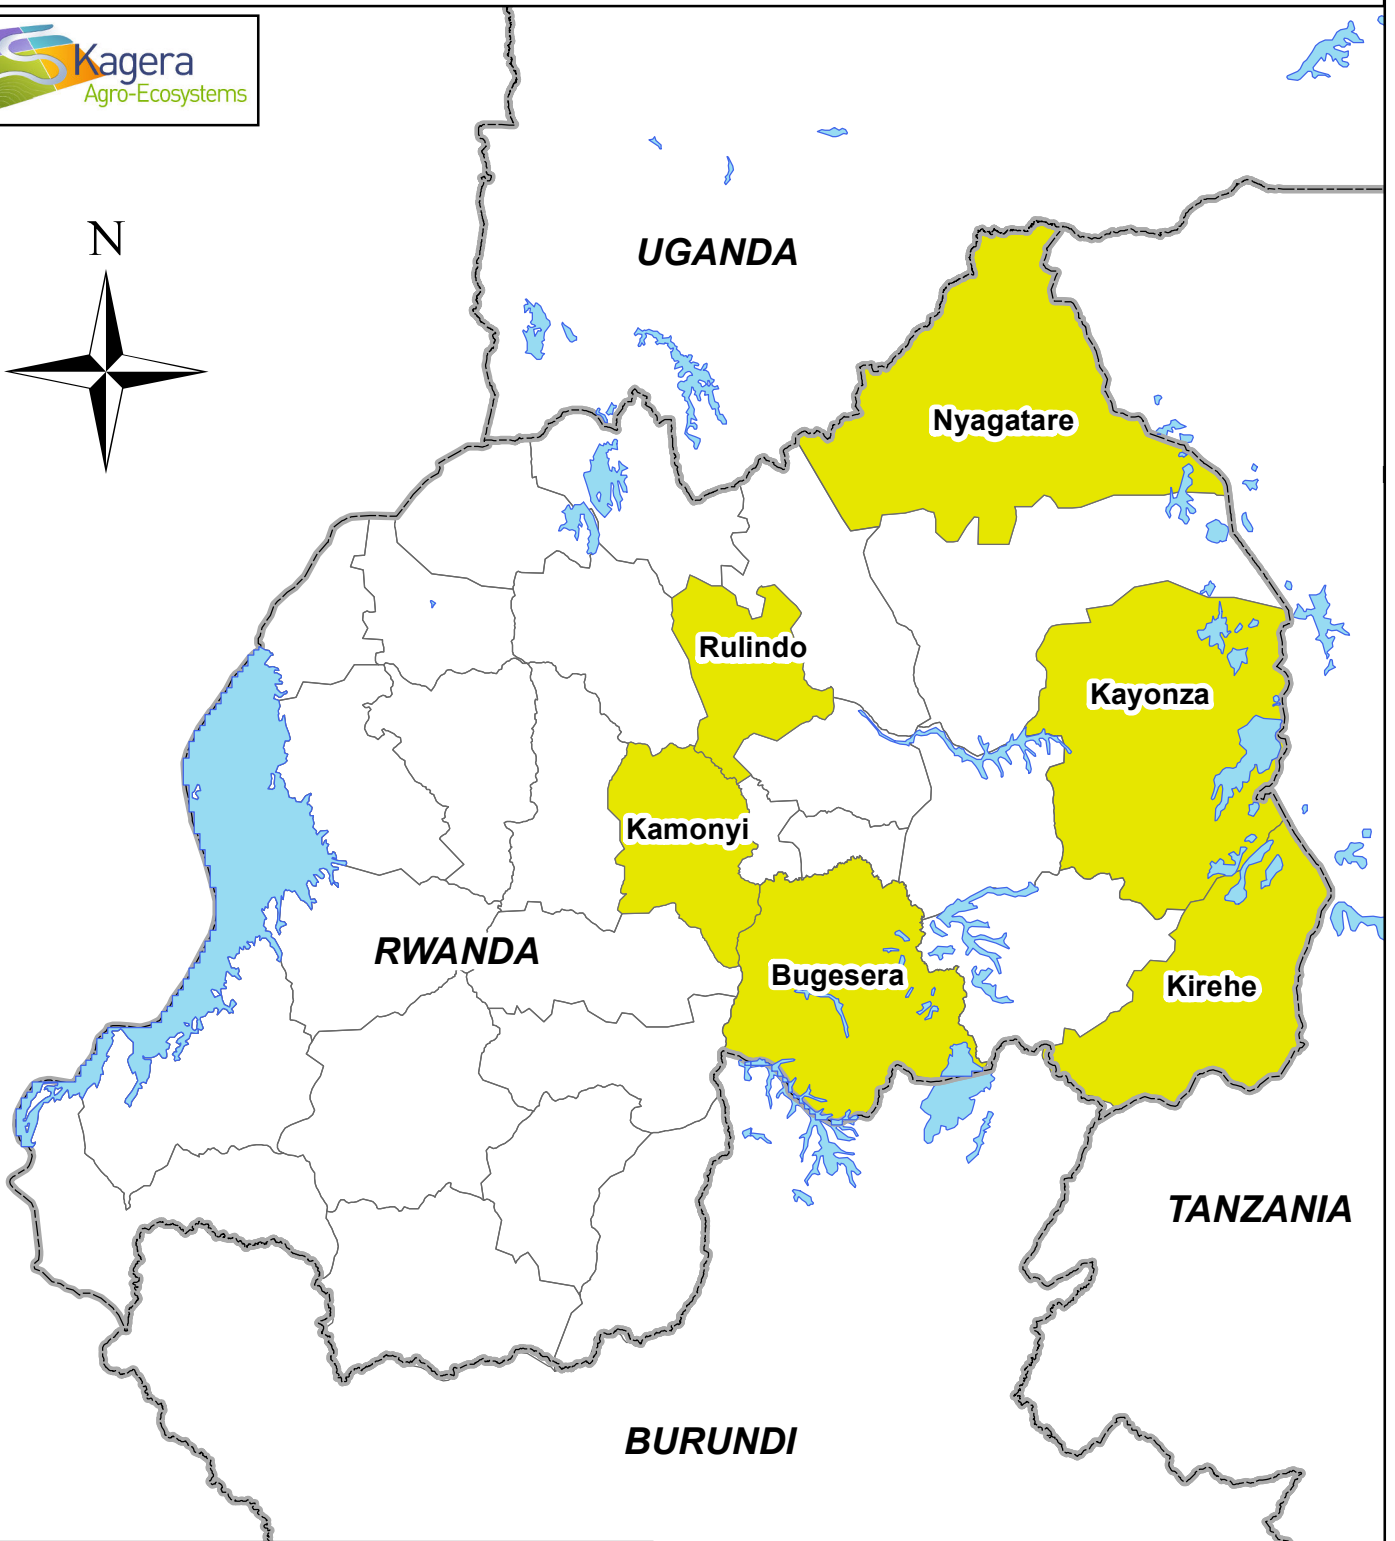 Kagera
Agro-Ecosystems
N
UGANDA
Nyagatare
Rulindo
Kayonza
Kamonyi
RWANDA
Bugesera
Kirehe
TANZANIA
BURUNDI